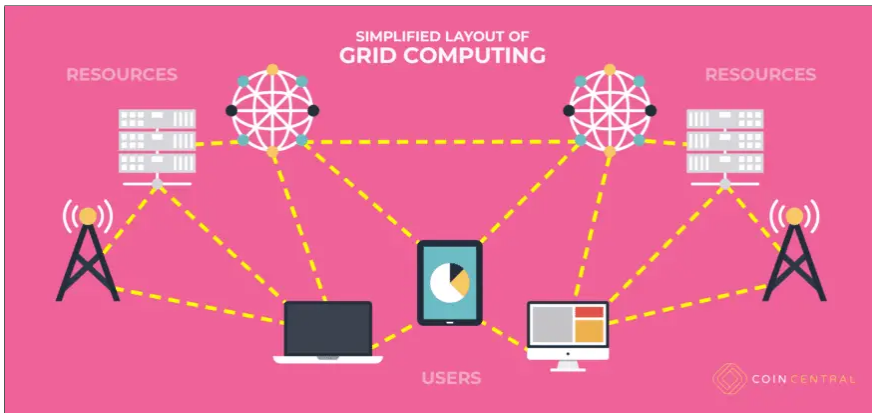 SIMPLIFIED LAYOUT OF
GRID COMPUTING
RESOURCES
RESOURCES
USERS
COINCENTRAL